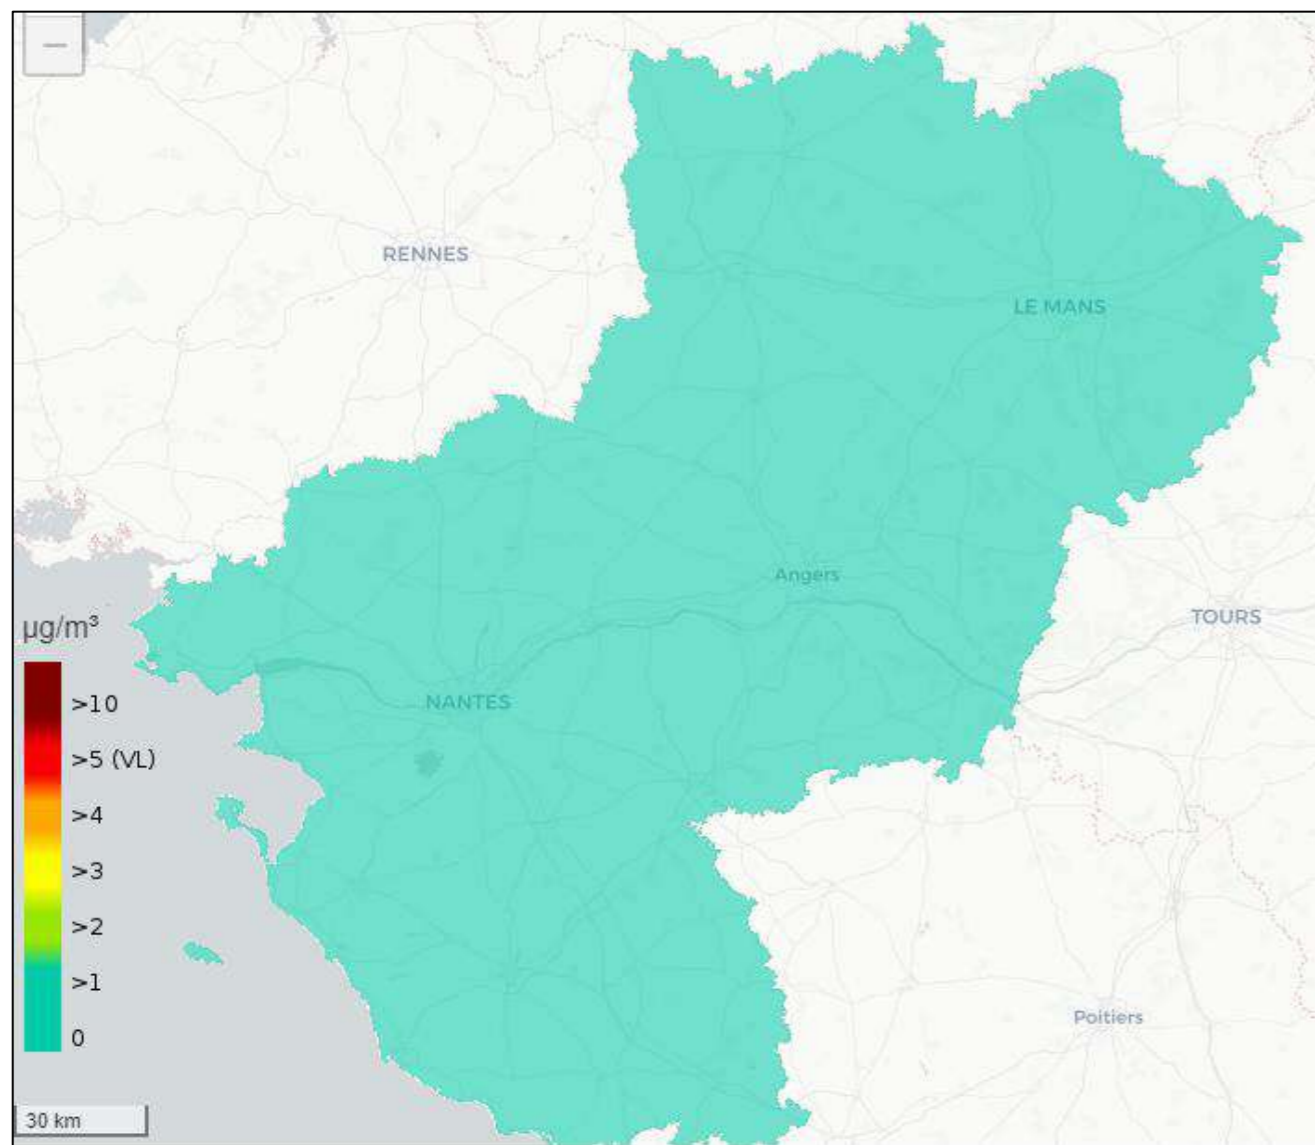 −
RENNES
LE MANS
Angers
TOURS
NANTES
Poitiers
µg/m³
>10
>5 (VL)
>4
>3
>2
>1
0
30 km